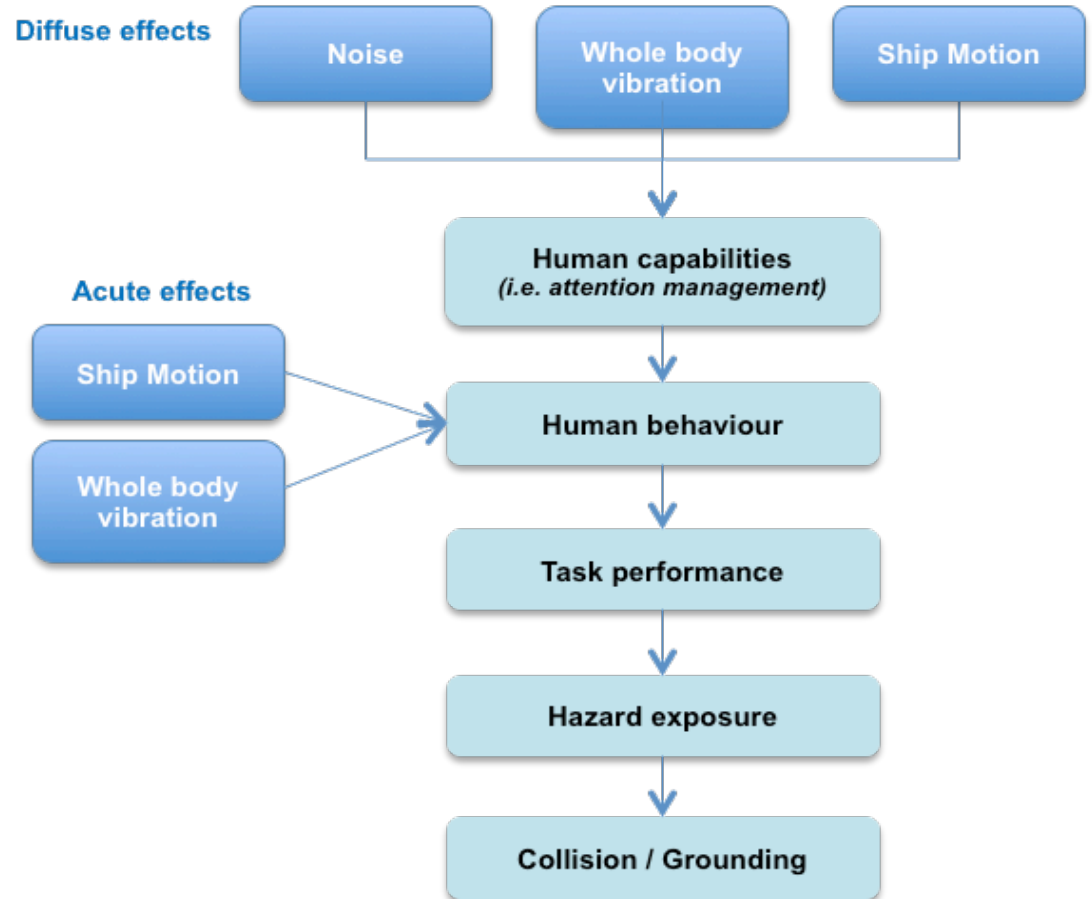 Diffuse effects
Noise
Whole body
vibration
Ship Motion
Human capabilities
(i.e. attention management)
Acute effects
Ship Motion
Human behaviour
Whole body
vibration
Task performance
Hazard exposure
Collision / Grounding